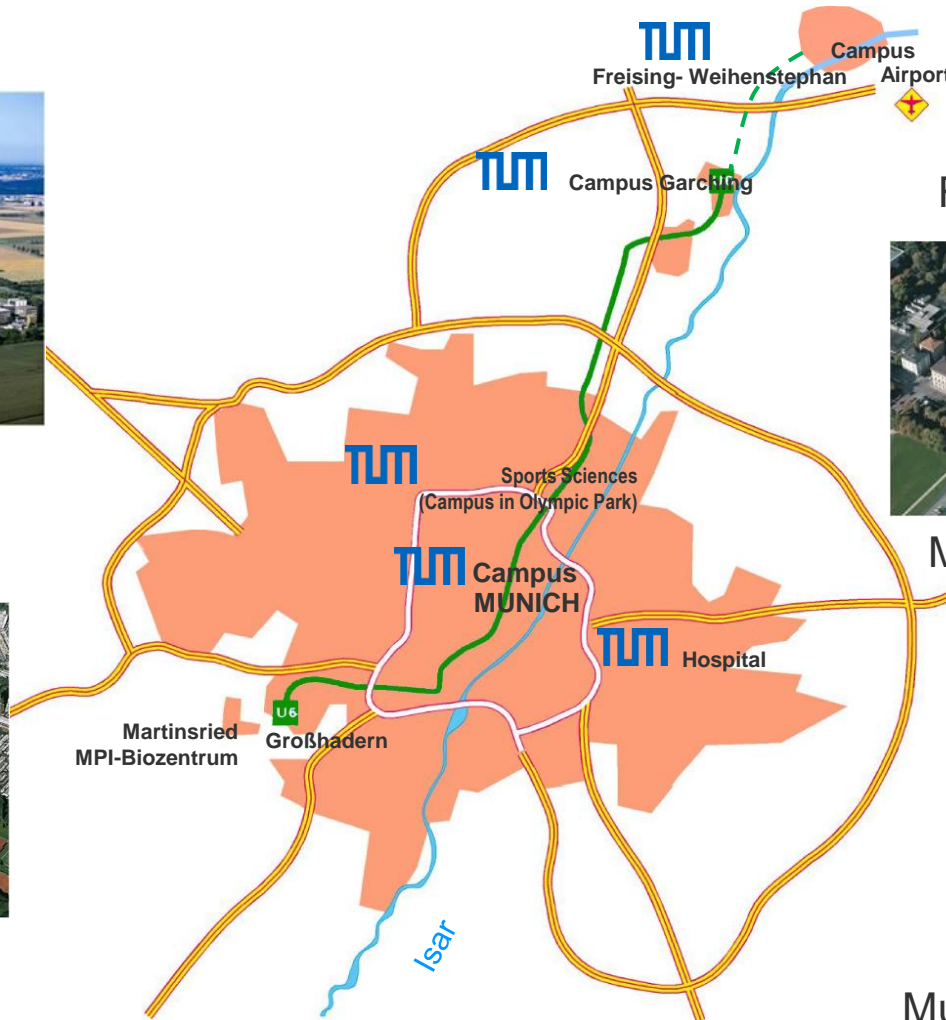 TUM
Campus
Freising- Weihenstephan
Airport
TUM
Campus Garching
U6
TUM
Sports Sciences
(Campus in Olympic Park)
TUM
Campus
MUNICH
TUM
Hospital
U6
Martinsried
MPI-Biozentrum
Großhadern
Isar